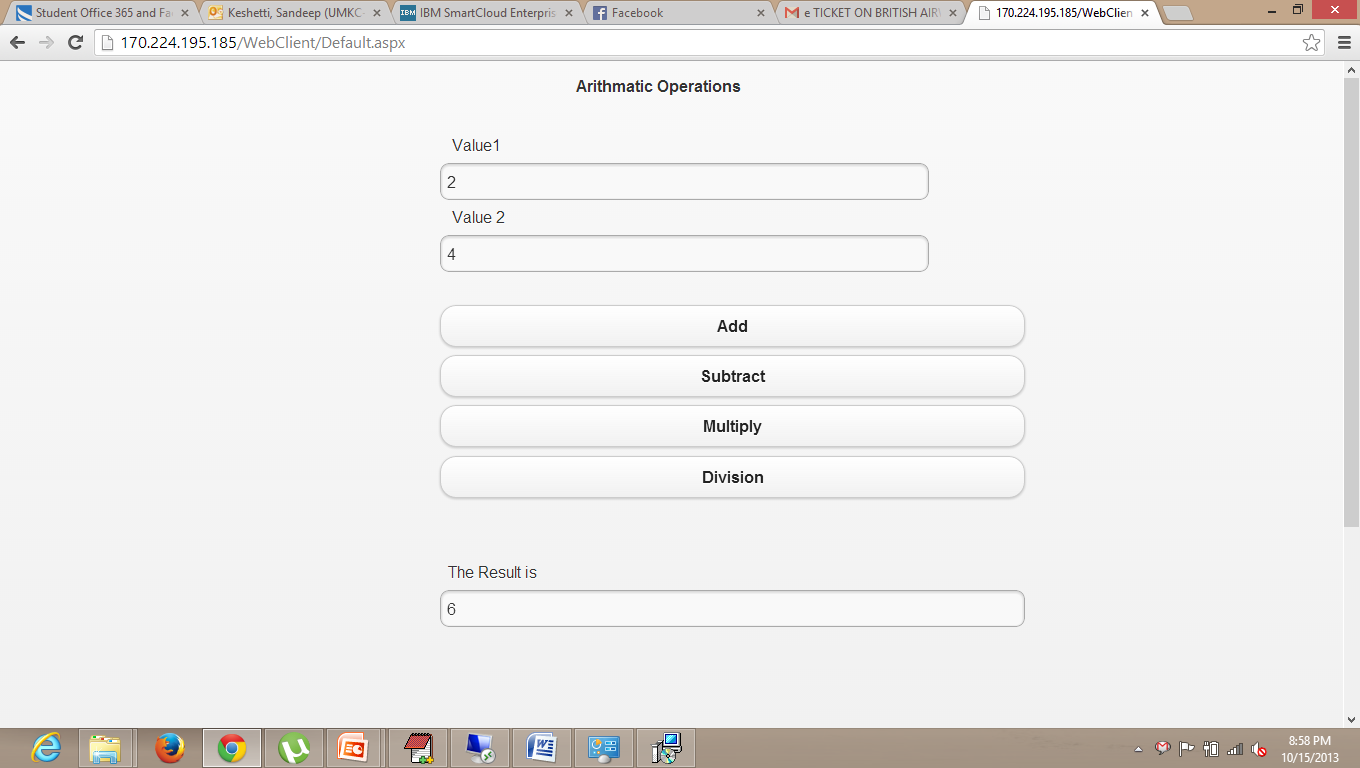 Student Office 365 and Fa
Keshetti, Sandeep (UMKC-
IBM
IBM SmartCloud Enterpris
Facebook
e TICKET ON BRITISH AIRW
170.224.195.185/WebClien
170.224.195.185/WebClient/Default.aspx
Arithmatic Operations
Value1
2
Value 2
4
Add
Subtract
Multiply
Division
The Result is
6
8:58 PM
10/15/2013